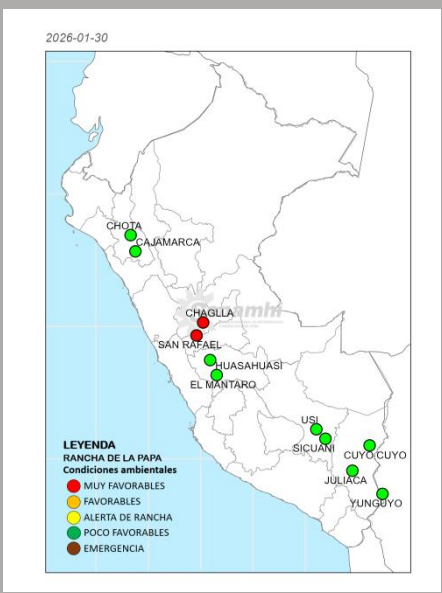 2026-01-30
CHOTA
CAJAMARCA
CHAGLLA
SAN RAFAEL
HUASAHUASI
EL MANTARO
USI
SICUANI
CUYO CUYO
JULIACA
YUNGUYO
LEYENDA
RANCHA DE LA PAPA
Condiciones ambientales
MUY FAVORABLES
FAVORABLES
ALERTA DE RANCHA
POCO FAVORABLES
EMERGENCIA